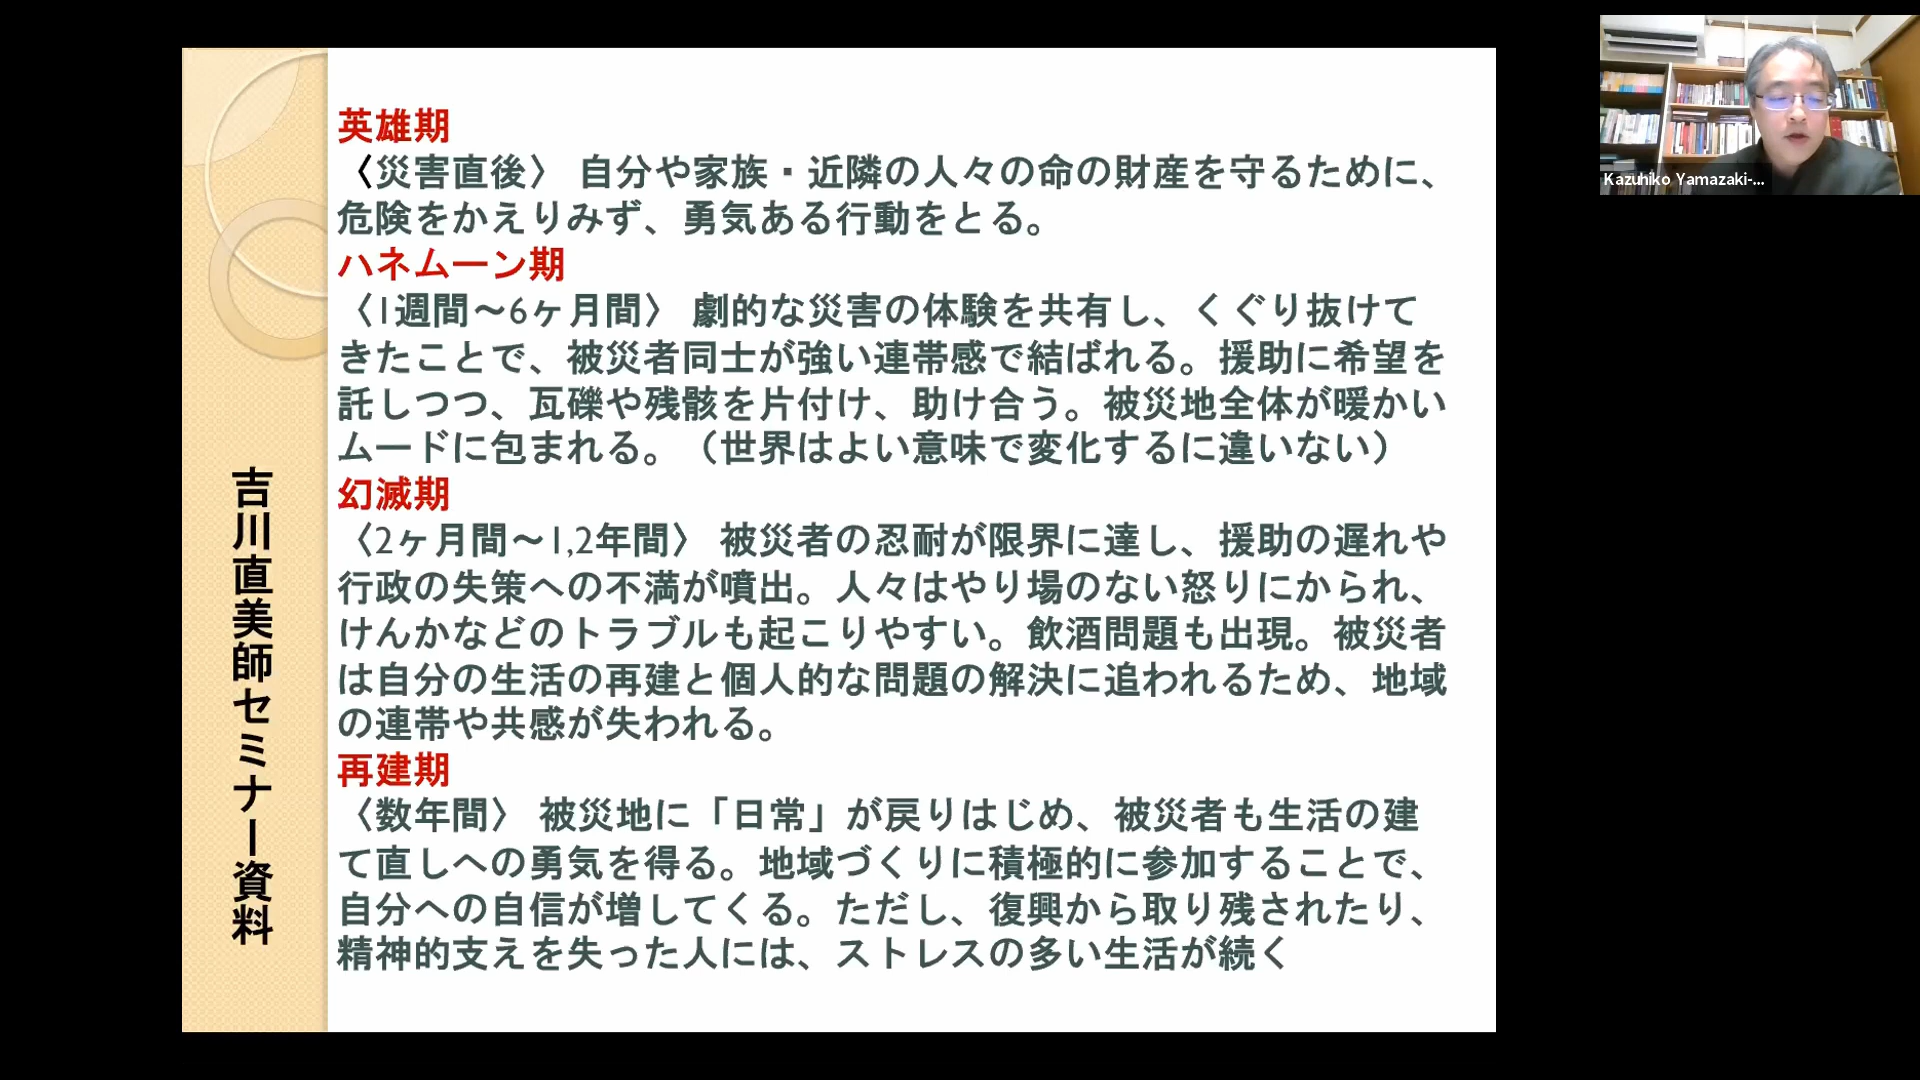 英雄期
〈災害直後〉 自分や家族・近隣の人々の命の財産を守るために、
危険をかえりみず、勇気ある行動をとる。
ハネムーン期
〈1週間〜6ヶ月間〉 劇的な災害の体験を共有し、くぐり抜けて
きたことで、被災者同士が強い連帯感で結ばれる。援助に希望を
託しつつ、瓦礫や残骸を片付け、助け合う。被災地全体が暖かい
ムードに包まれる。（世界はよい意味で変化するに違いない）
幻滅期
〈2ヶ月間〜1,2年間〉 被災者の忍耐が限界に達し、援助の遅れや
行政の失策への不満が噴出。人々はやり場のない怒りにかられ、
けんかなどのトラブルも起こりやすい。飲酒問題も出現。被災者
は自分の生活の再建と個人的な問題の解決に追われるため、地域
の連帯や共感が失われる。
再建期
〈数年間〉 被災地に「日常」が戻りはじめ、被災者も生活の建
て直しへの勇気を得る。地域づくりに積極的に参加することで、
自分への自信が増してくる。ただし、復興から取り残されたり、
精神的支えを失った人には、ストレスの多い生活が続く
吉川直美師セミナー資料
Kazuhiko Yamazaki-...